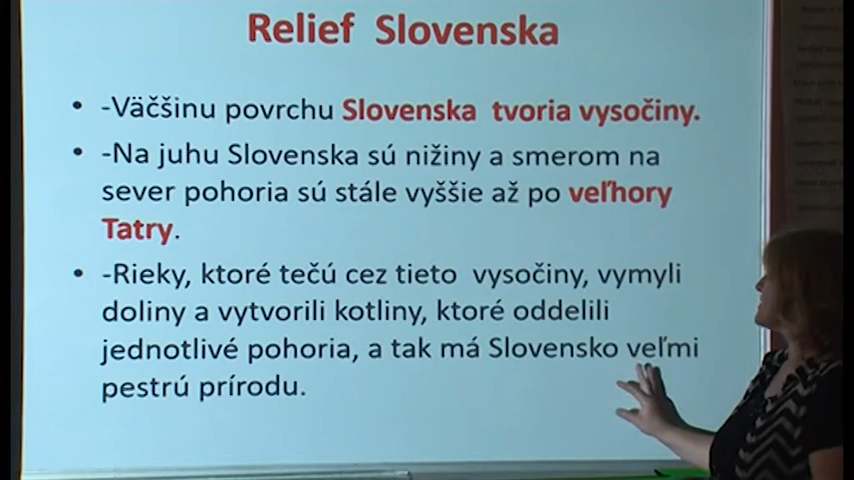 Relief Slovenska
• -Väčšinu povrchu Slovenska tvoria vysočiny.
• -Na juhu Slovenska sú nižiny a smerom na
sever pohoria sú stále vyššie až po veľhory
Tatry.
• -Rieky, ktoré tečú cez tieto vysočiny, vymyli
doliny a vytvorili kotliny, ktoré oddelili
jednotlivé pohoria, a tak má Slovensko veľmi
pestrú prírodu.